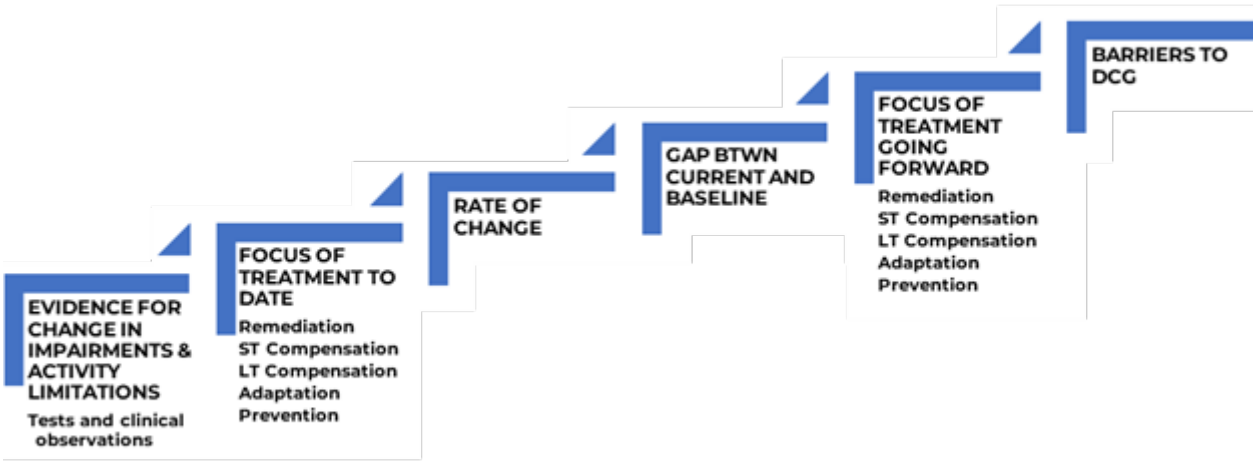 EVIDENCE FOR
CHANGE IN
IMPAIRMENTS &
ACTIVITY
LIMITATIONS
Tests and clinical
observations
FOCUS OF
TREATMENT TO
DATE
Remediation
ST Compensation
LT Compensation
Adaptation
Prevention
RATE OF
CHANGE
GAP BTWN
CURRENT AND
BASELINE
FOCUS OF
TREATMENT
GOING
FORWARD
Remediation
ST Compensation
LT Compensation
Adaptation
Prevention
BARRIERS TO
DCG